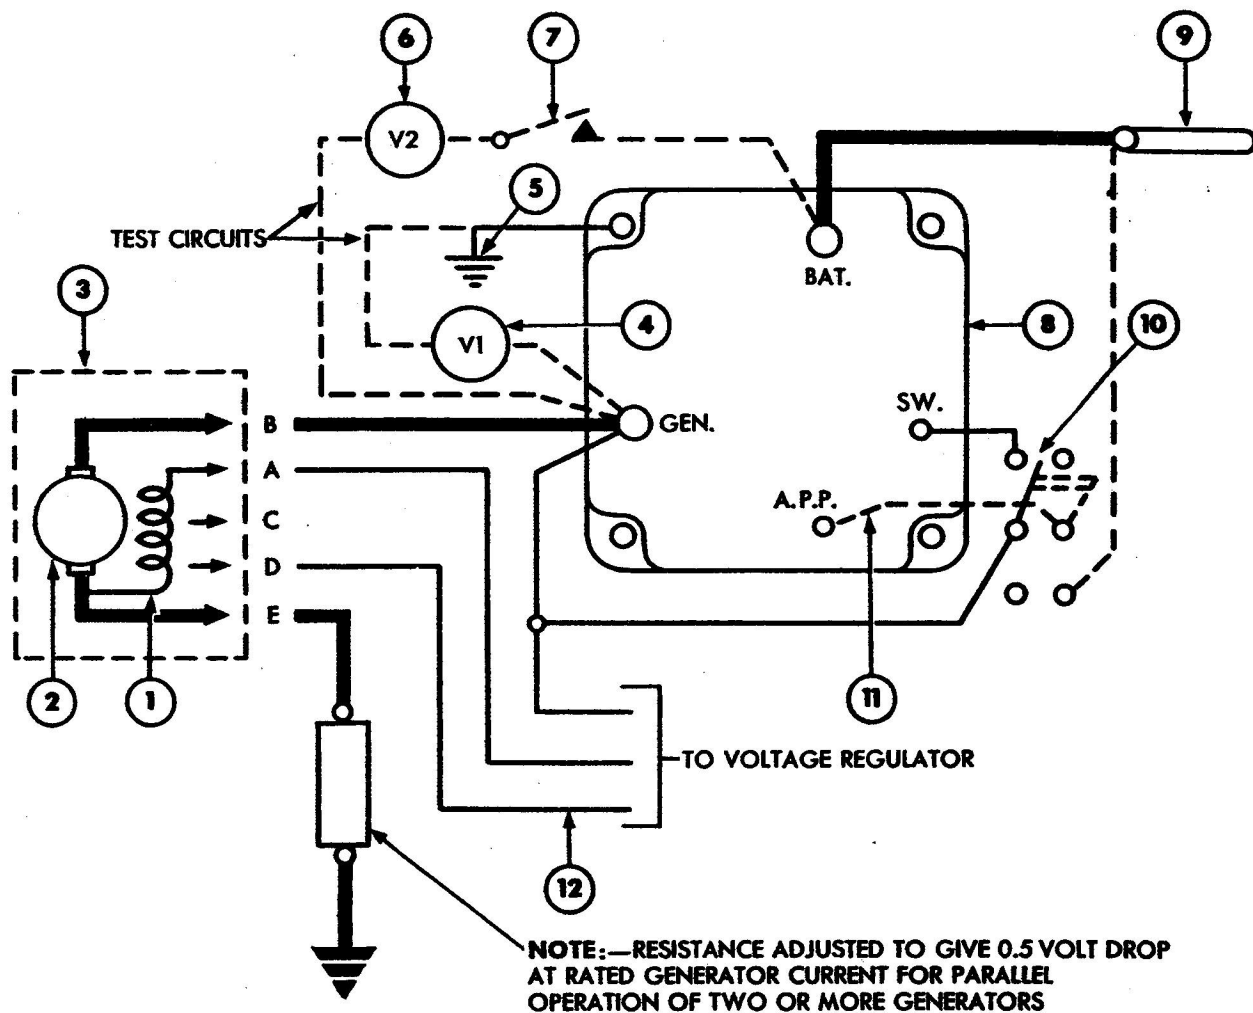 6
7
9
V2
5
TEST CIRCUITS
BAT.
3
4
8
10
V1
SW.
B
GEN.
A
A.P.P.
C
D
E
2
1
11
TO VOLTAGE REGULATOR
12
NOTE:—RESISTANCE ADJUSTED TO GIVE 0.5 VOLT DROP
AT RATED GENERATOR CURRENT FOR PARALLEL
OPERATION OF TWO OR MORE GENERATORS